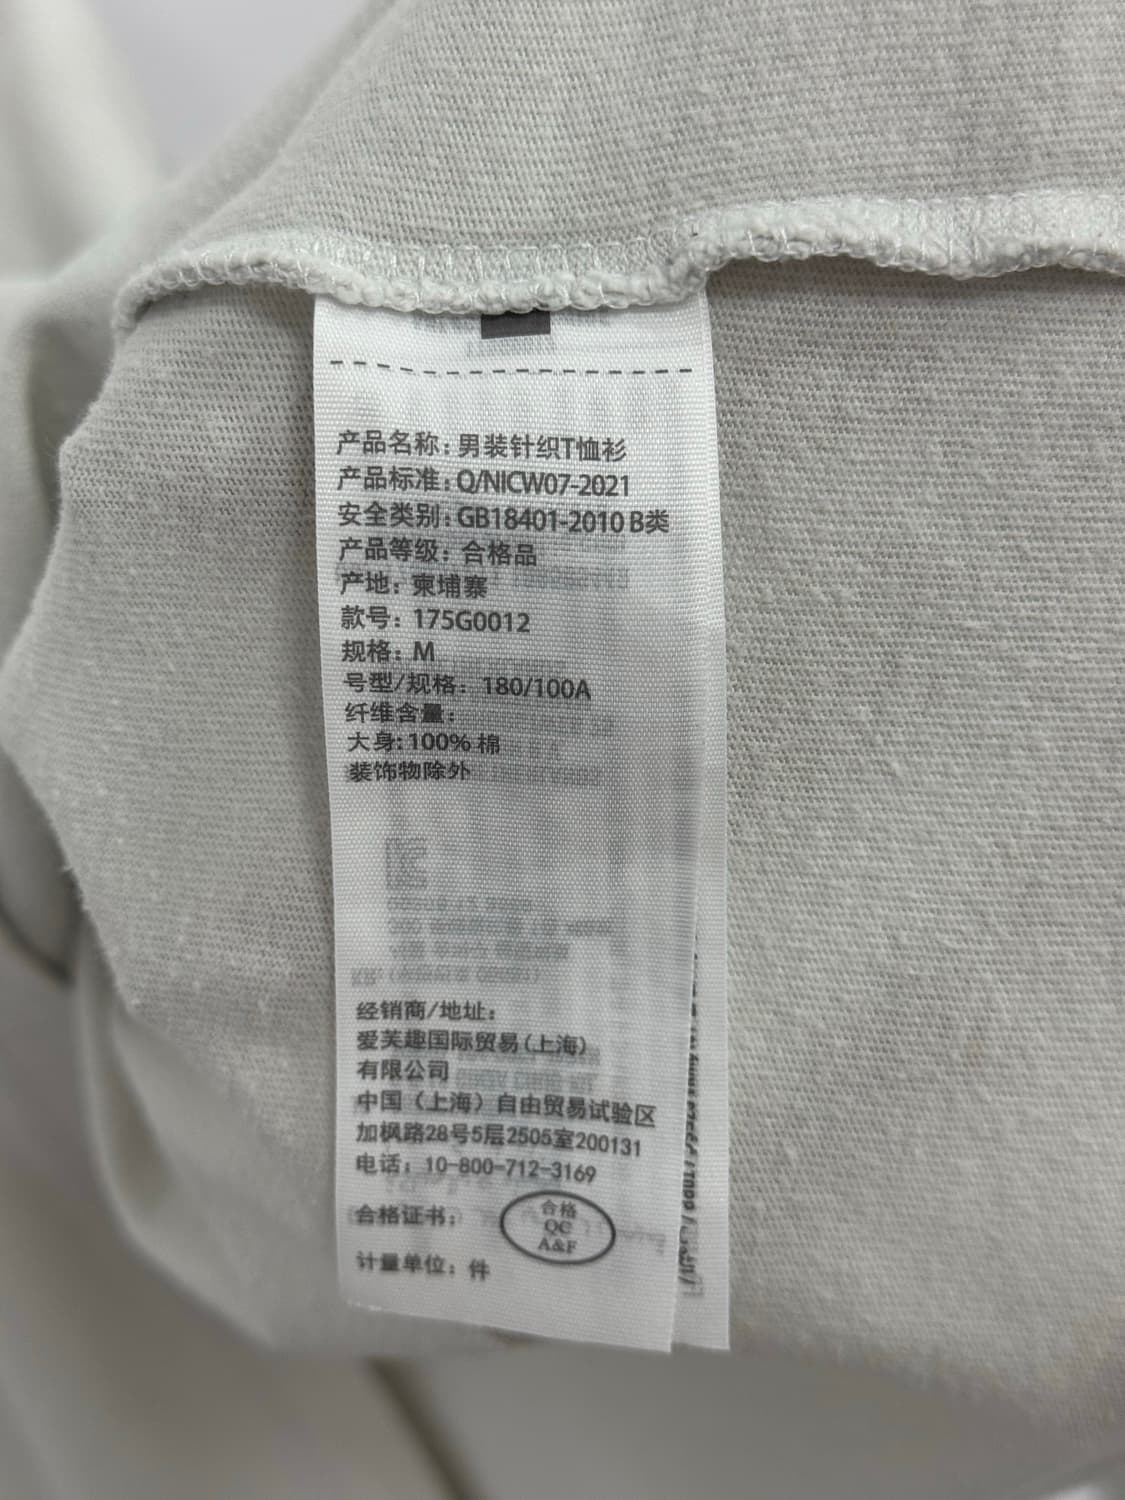 产品名称：男装针织T恤衫
产品标准：Q/NICW07-2021
安全类别：GB18401-2010 B类
产品等级：合格品
产地：柬埔寨
款号：175G0012
规格：M
号型/规格：180/100A
纤维含量：
大身：100% 棉
装饰物除外
经销商/地址：
爱芙趣国际贸易(上海)
有限公司
中国（上海）自由贸易试验区
加枫路28号5层2505室200131
电话：10-800-712-3169
合格证书：
合格
QC
A&F
计量单位：件